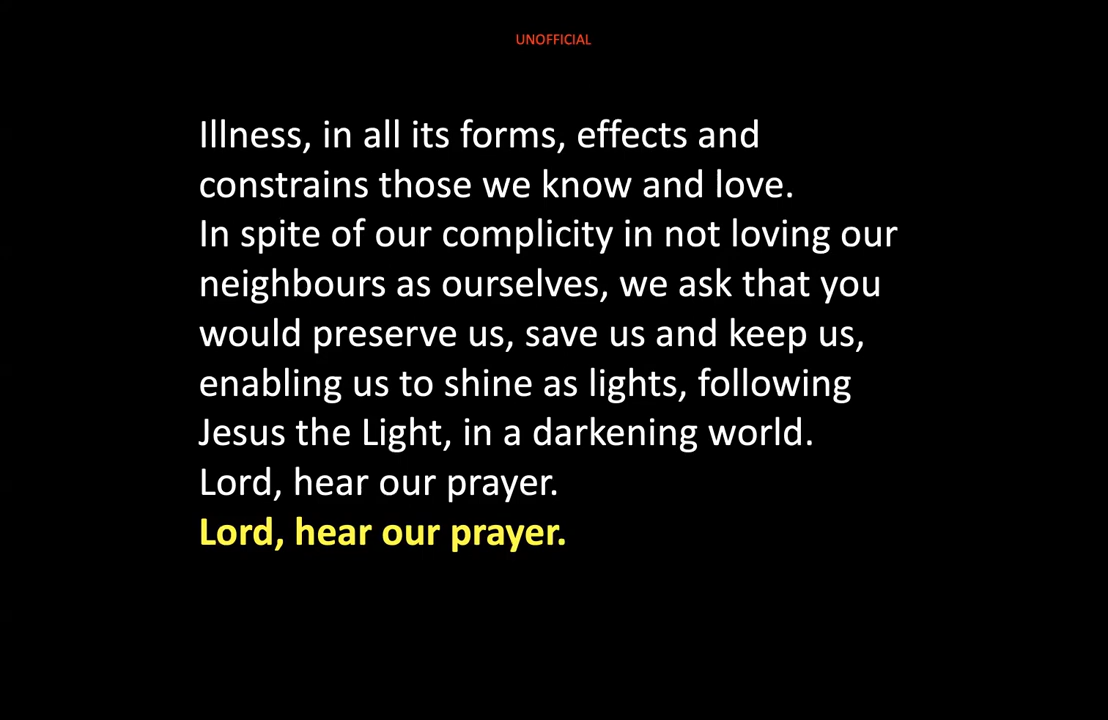 UNOFFICIAL
Illness, in all its forms, effects and
constrains those we know and love.
In spite of our complicity in not loving our
neighbours as ourselves, we ask that you
would preserve us, save us and keep us,
enabling us to shine as lights, following
Jesus the Light, in a darkening world.
Lord, hear our prayer.
Lord, hear our prayer.